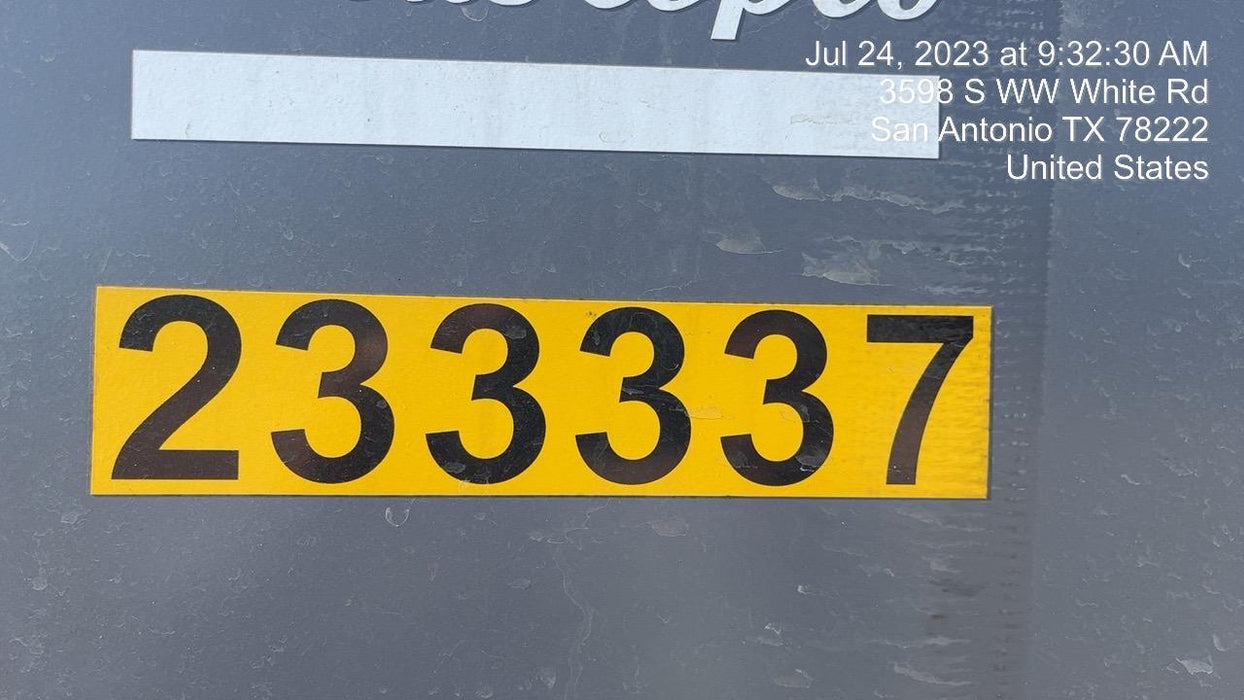 Jul 24, 2023 at 9:32:30 AM
3598 S WW White Rd
San Antonio TX 78222
United States
233337